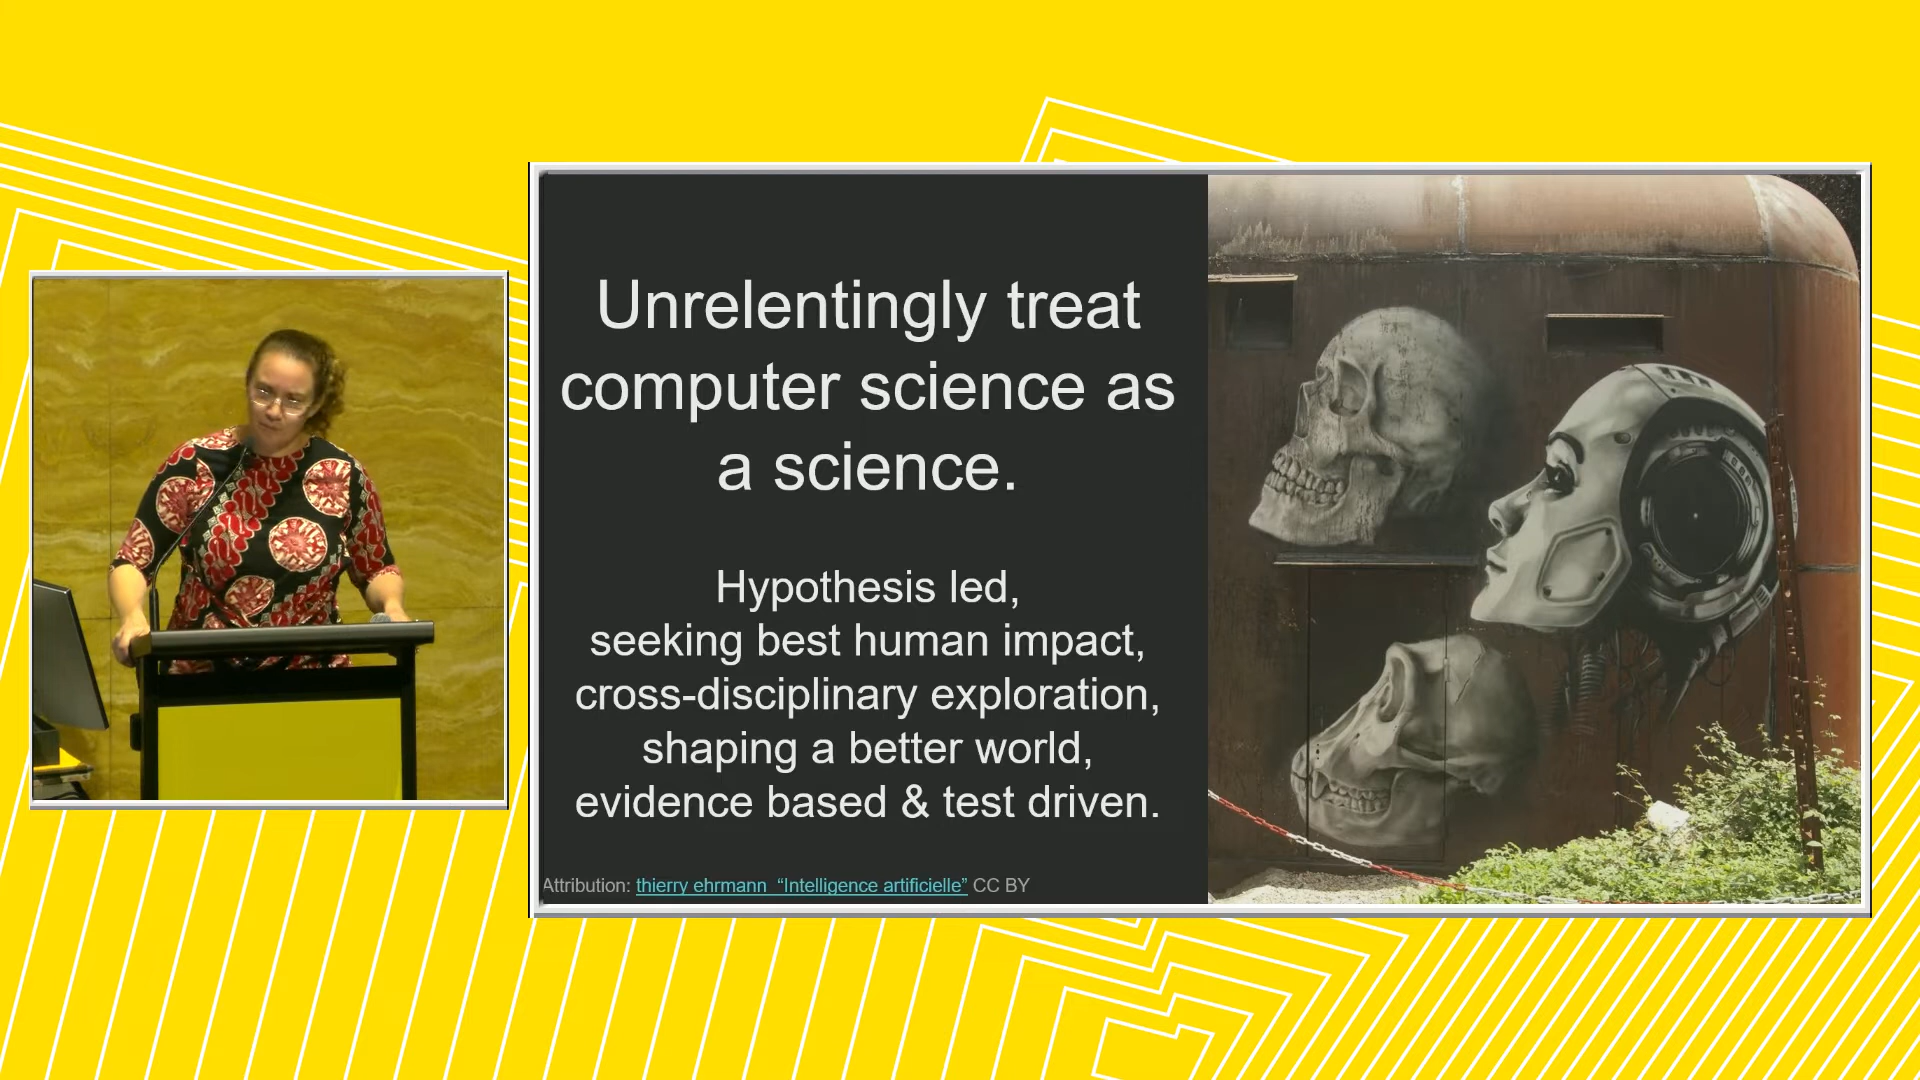 Unrelentingly treat
computer science as
a science.
Hypothesis led,
seeking best human impact,
cross-disciplinary exploration,
shaping a better world,
evidence based & test driven.
Attribution: thierry ehrmann “Intelligence artificielle” CC BY